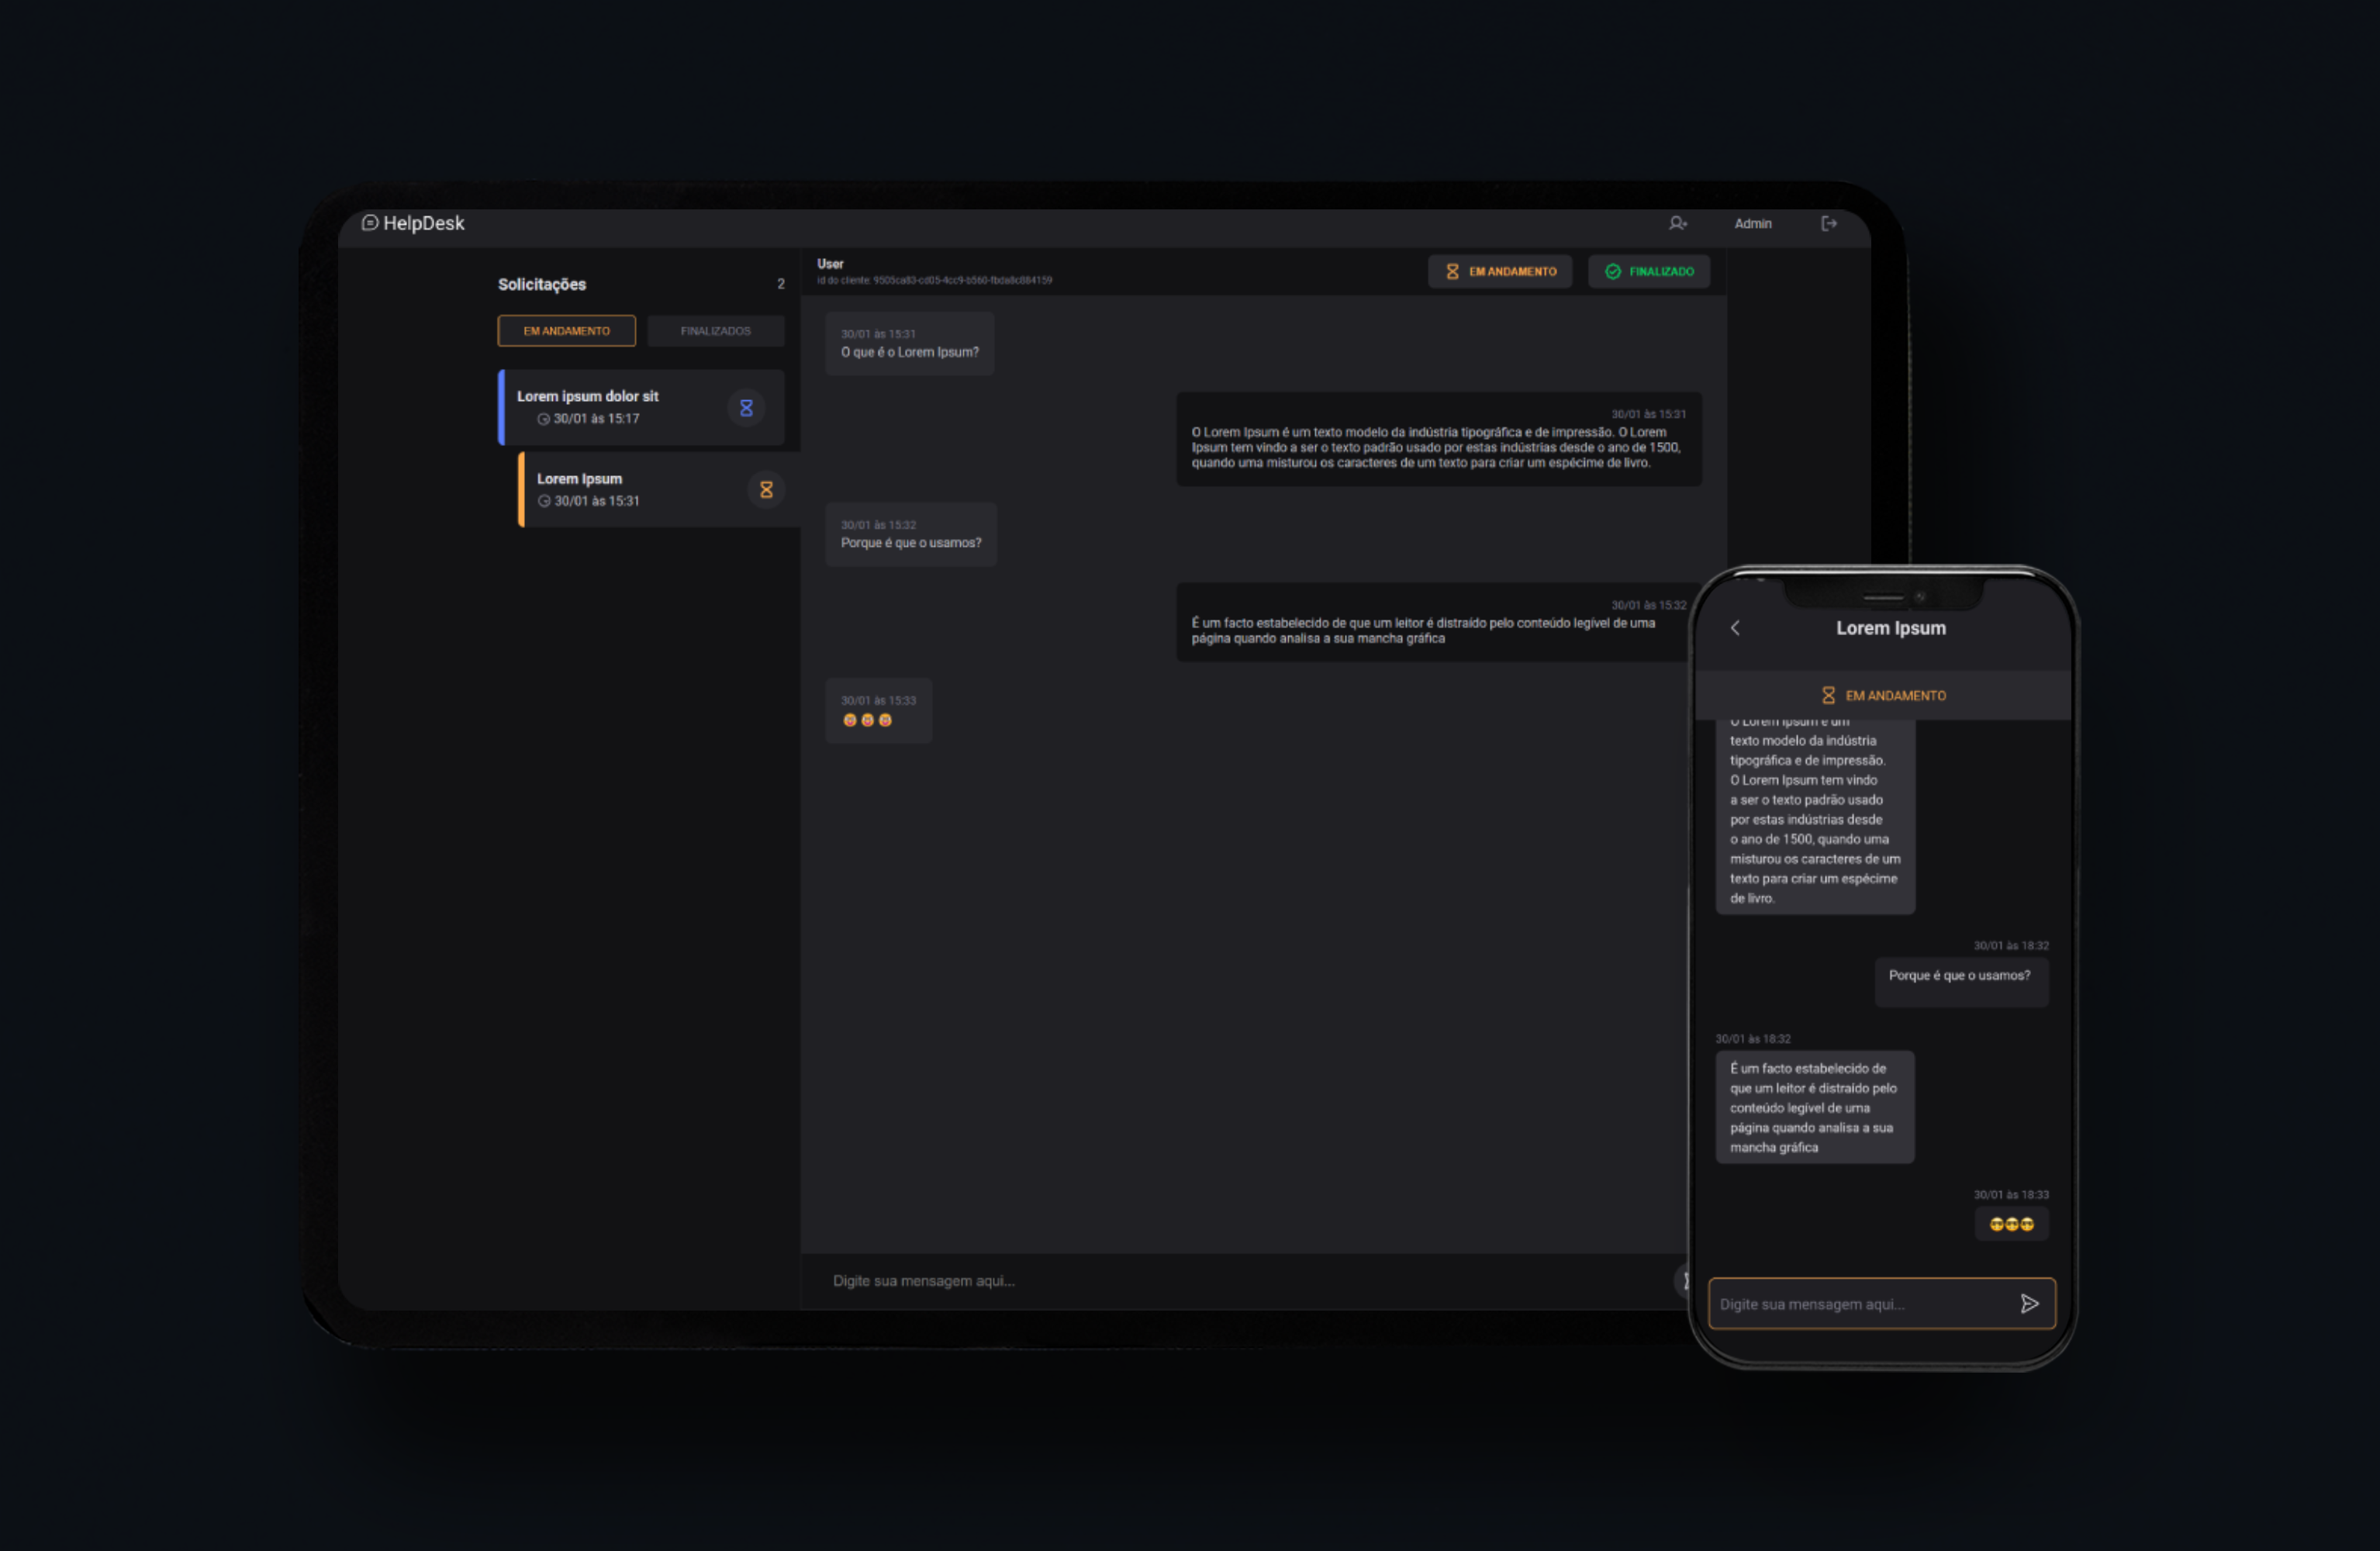 HelpDesk
Admin
Solicitações 2
EM ANDAMENTO FINALIZADOS
Lorem ipsum dolor sit
30/01 às 15:17
Lorem Ipsum
30/01 às 15:31
User
id do cliente:
EM ANDAMENTO FINALIZADO
30/01 às 15:31
O que é o Lorem Ipsum?
30/01 às 15:31
O Lorem Ipsum é um texto modelo da indústria tipográfica e de impressão. O Lorem
Ipsum tem vindo a ser o texto padrão usado por estas indústrias desde o ano de 1500,
quando uma misturou os caracteres de um texto para criar um espécime de livro.
30/01 às 15:32
Porque é que o usamos?
30/01 às 15:32
É um facto estabelecido de que um leitor é distraído pelo conteúdo legível de uma
página quando analisa a sua mancha gráfica
30/01 às 15:33
Digite sua mensagem aqui...
Lorem Ipsum
EM ANDAMENTO
O Lorem Ipsum é um
texto modelo da indústria
tipográfica e de impressão.
O Lorem Ipsum tem vindo
a ser o texto padrão usado
por estas indústrias desde
o ano de 1500, quando uma
misturou os caracteres de um
texto para criar um espécime
de livro.
30/01 às 18:32
Porque é que o usamos?
30/01 às 18:32
É um facto estabelecido de
que um leitor é distraído pelo
conteúdo legível de uma
página quando analisa a sua
mancha gráfica
30/01 às 18:33
Digite sua mensagem aqui...